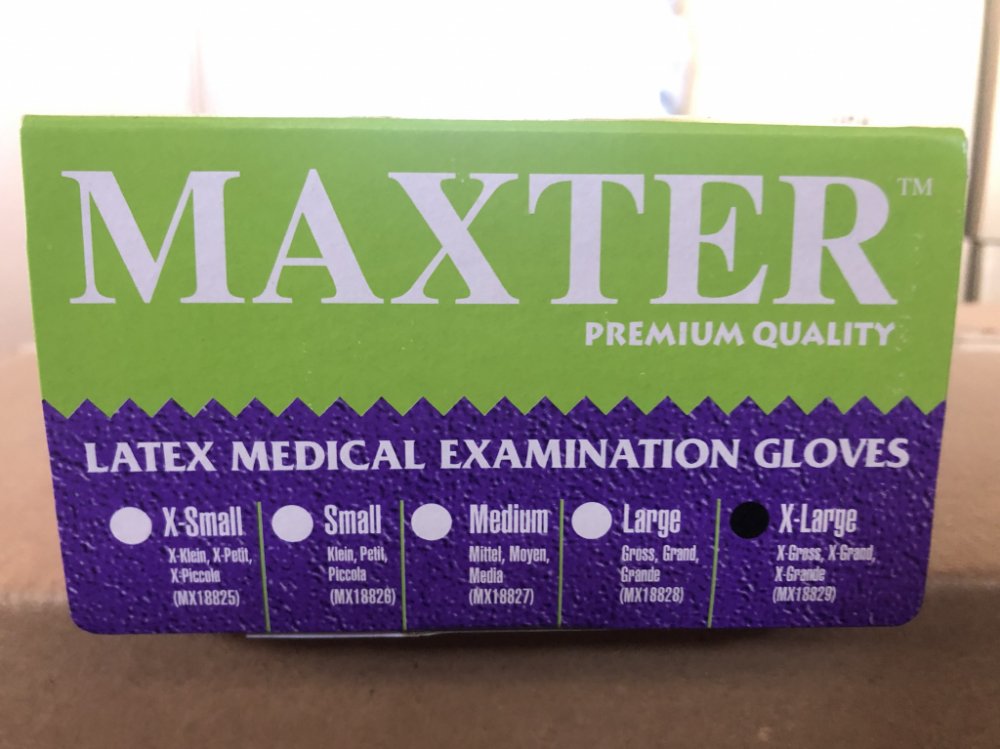 MAXTER™
PREMIUM QUALITY
LATEX MEDICAL EXAMINATION GLOVES
X-Small
X-Klein, X-Petit,
X-Piccola
(MX18825)
Small
Klein, Petit,
Piccola
(MX18826)
Medium
Mittel, Moyen,
Media
(MX18827)
Large
Gross, Grand,
Grande
(MX18828)
X-Large
X-Gross, X-Grand,
X-Grande
(MX18829)